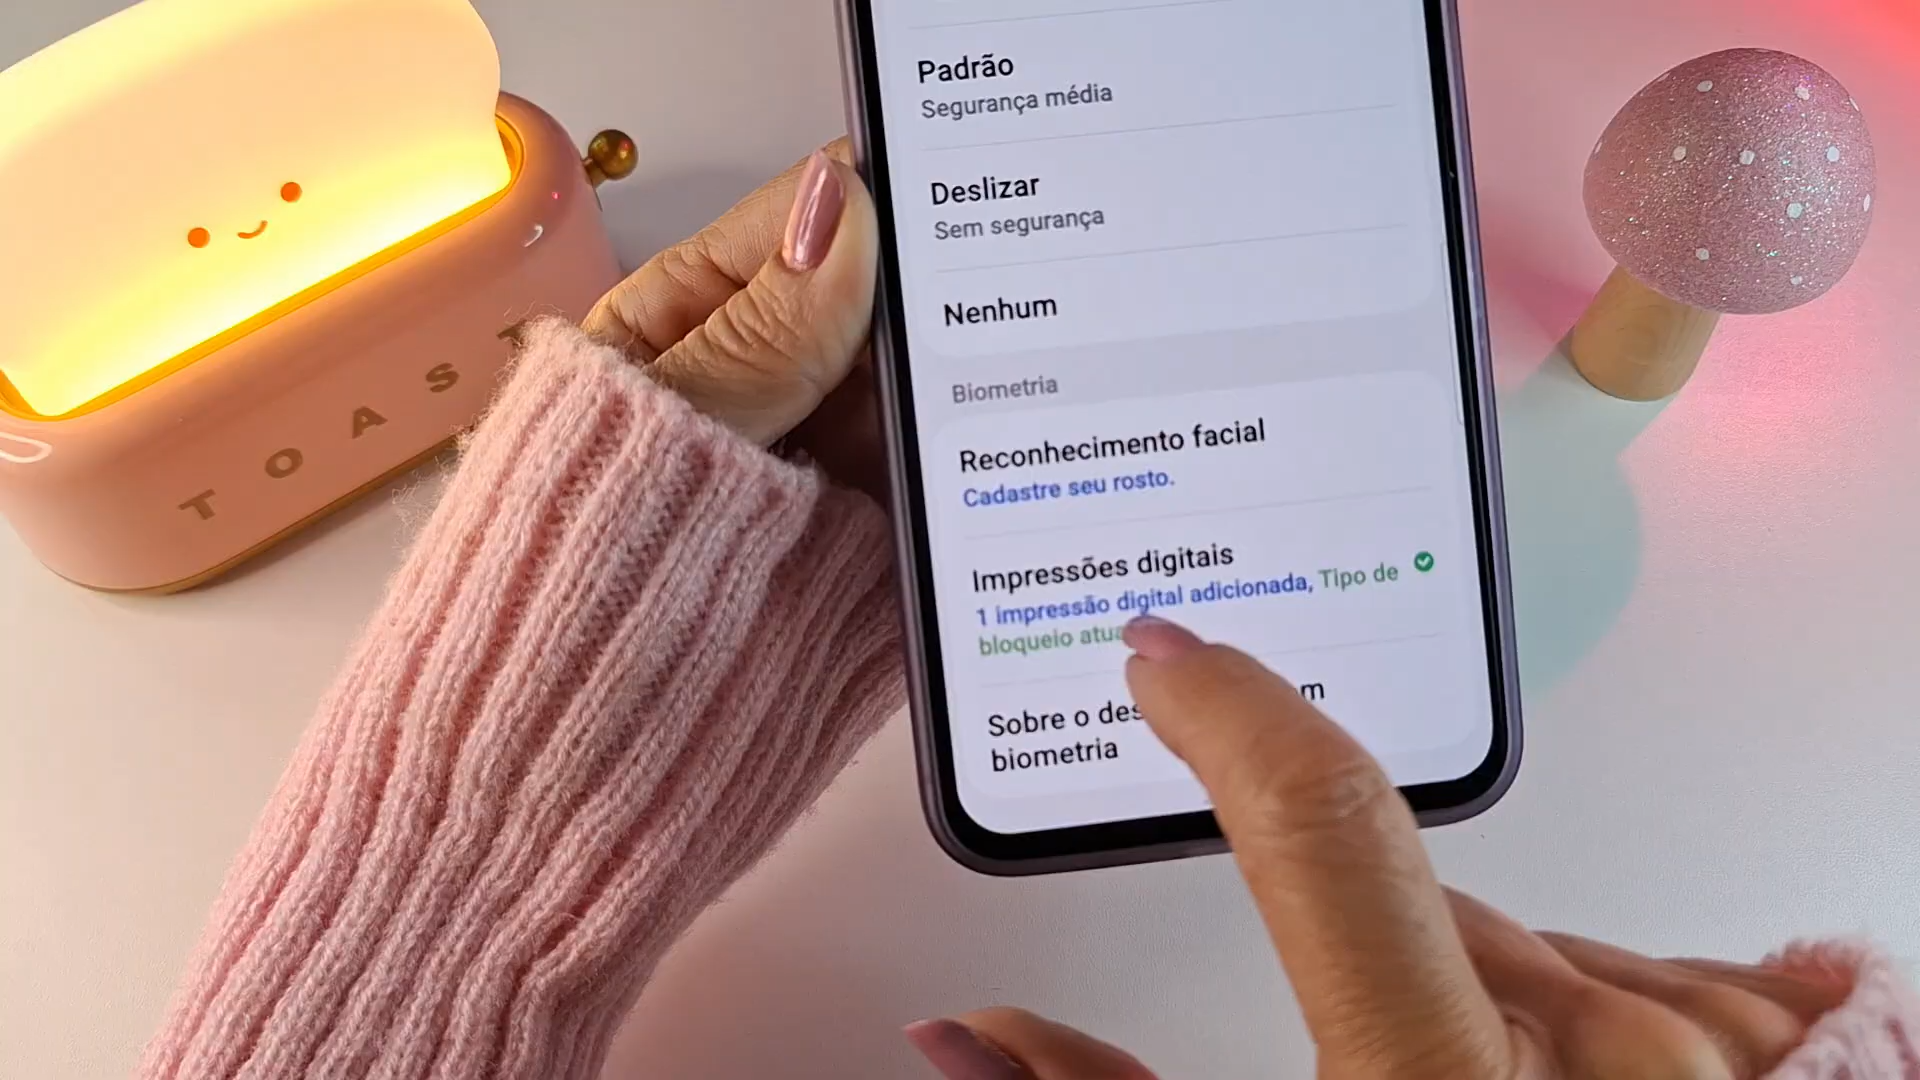 Padrão
Segurança média
Deslizar
Sem segurança
Nenhum
Biometria
Reconhecimento facial
Cadastre seu rosto.
Impressões digitais
1 impressão digital adicionada, Tipo de
bloqueio
Sobre o
biometria
TOAST